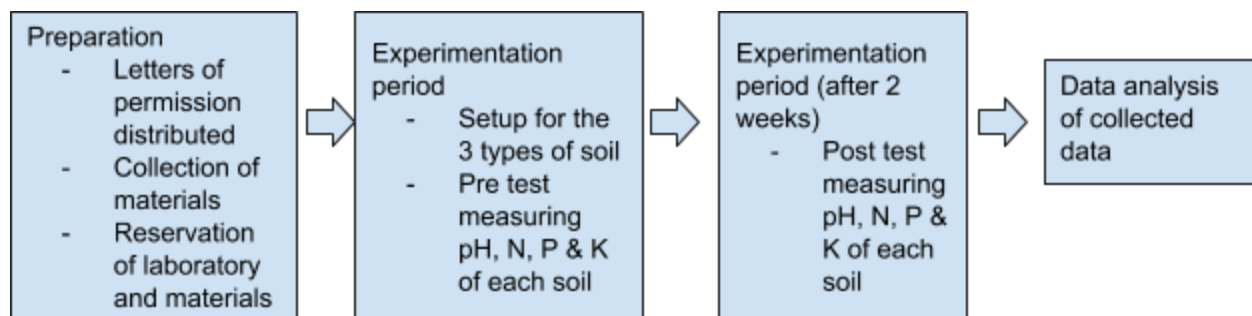 Preparation
- Letters of
permission
distributed
- Collection of
materials
- Reservation
of laboratory
and materials
Experimentation
period
- Setup for the
3 types of soil
- Pre test
measuring
pH, N, P & K
of each soil
Experimentation
period (after 2
weeks)
- Post test
measuring
pH, N, P &
K of each
soil
Data analysis
of collected
data